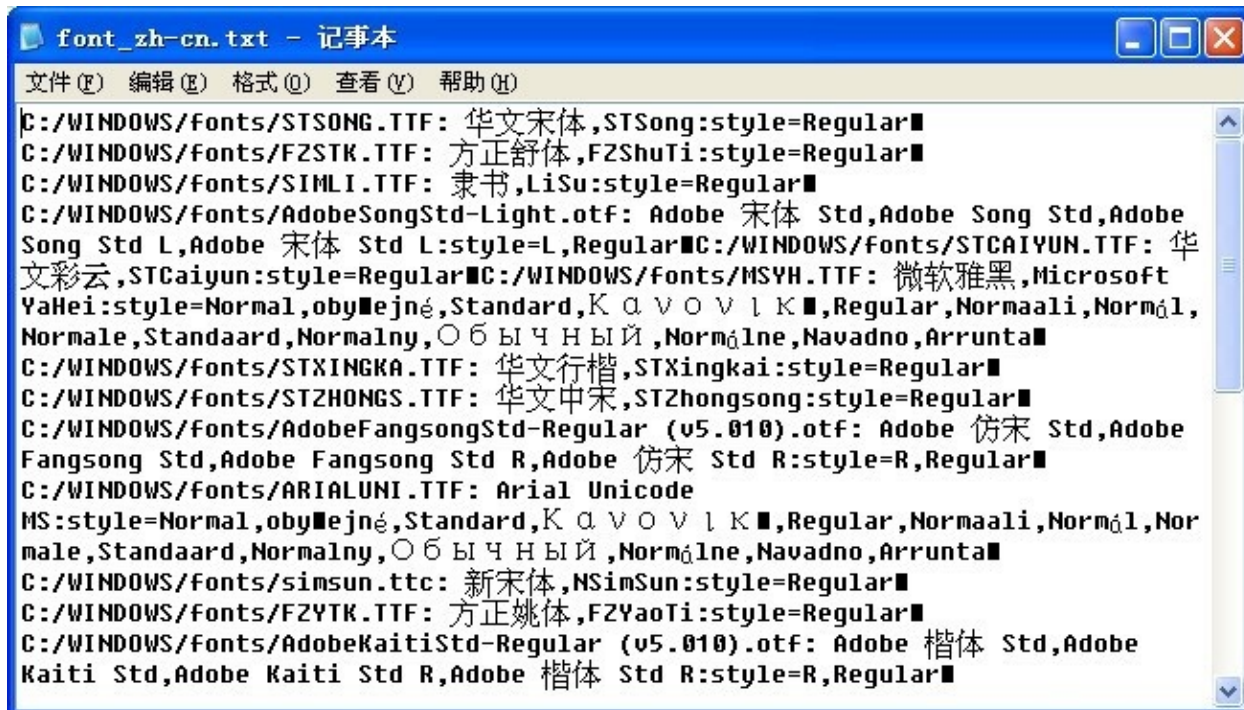 font_zh-cn.txt - 记事本
文件(F) 编辑(E) 格式(O) 查看(V) 帮助(H)
C:/WINDOWS/fonts/STSONG.TTF: 华文宋体,STSong:style=Regular■
C:/WINDOWS/fonts/FZSTK.TTF: 方正舒体,FZShuTi:style=Regular■
C:/WINDOWS/fonts/SIMLI.TTF: 隶书,LiSu:style=Regular■
C:/WINDOWS/fonts/AdobeSongStd-Light.otf: Adobe 宋体 Std,Adobe Song Std,Adobe
Song Std L,Adobe 宋体 Std L:style=L,Regular■C:/WINDOWS/fonts/STCAIYUN.TTF: 华
文彩云,STCaiyun:style=Regular■C:/WINDOWS/fonts/MSYH.TTF: 微软雅黑,Microsoft
YaHei:style=Normal,oby■ejné,Standard,Κανονικ■,Regular,Normaali,Normál,
Normale,Standaard,Normalny,Обычный,Normálne,Navadno,Arrunta■
C:/WINDOWS/fonts/STXINGKA.TTF: 华文行楷,STXingkai:style=Regular■
C:/WINDOWS/fonts/STZHONGS.TTF: 华文中宋,STZhongsong:style=Regular■
C:/WINDOWS/fonts/AdobeFangsongStd-Regular (v5.010).otf: Adobe 仿宋 Std,Adobe
Fangsong Std,Adobe Fangsong Std R,Adobe 仿宋 Std R:style=R,Regular■
C:/WINDOWS/fonts/ARIALUNI.TTF: Arial Unicode
MS:style=Normal,oby■ejné,Standard,Κανονικ■,Regular,Normaali,Normál,Nor
male,Standaard,Normalny,Обычный,Normálne,Navadno,Arrunta■
C:/WINDOWS/fonts/simsun.ttc: 新宋体,NSimSun:style=Regular■
C:/WINDOWS/fonts/FZYTK.TTF: 方正姚体,FZYaoTi:style=Regular■
C:/WINDOWS/fonts/AdobeKaitiStd-Regular (v5.010).otf: Adobe 楷体 Std,Adobe
Kaiti Std,Adobe Kaiti Std R,Adobe 楷体 Std R:style=R,Regular■